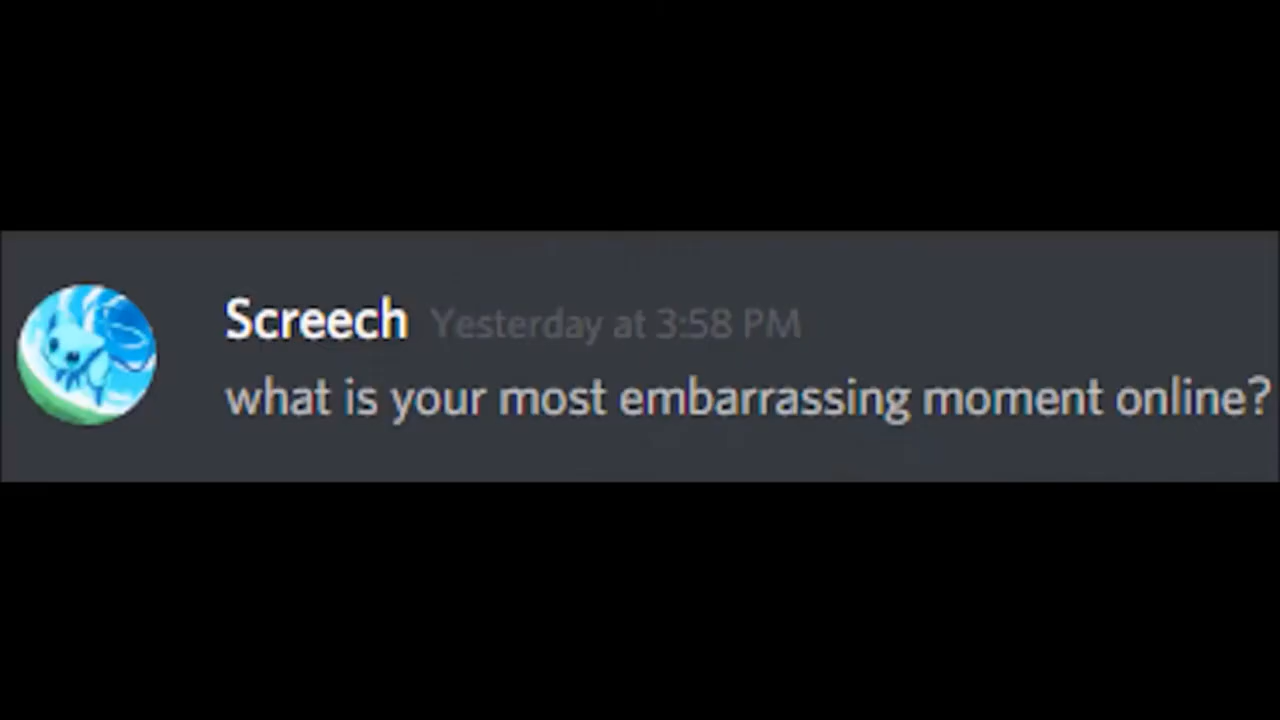 Screech Yesterday at 3:58 PM
what is your most embarrassing moment online?